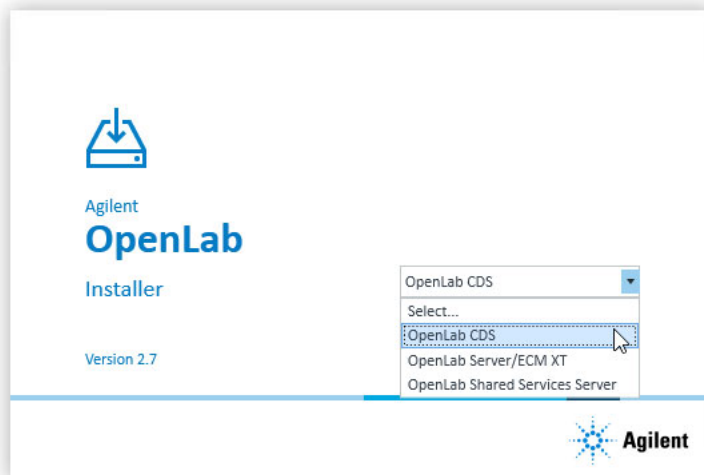 Agilent
OpenLab
Installer
Version 2.7
OpenLab CDS
Select...
OpenLab CDS
OpenLab Server/ECM XT
OpenLab Shared Services Server
Agilent